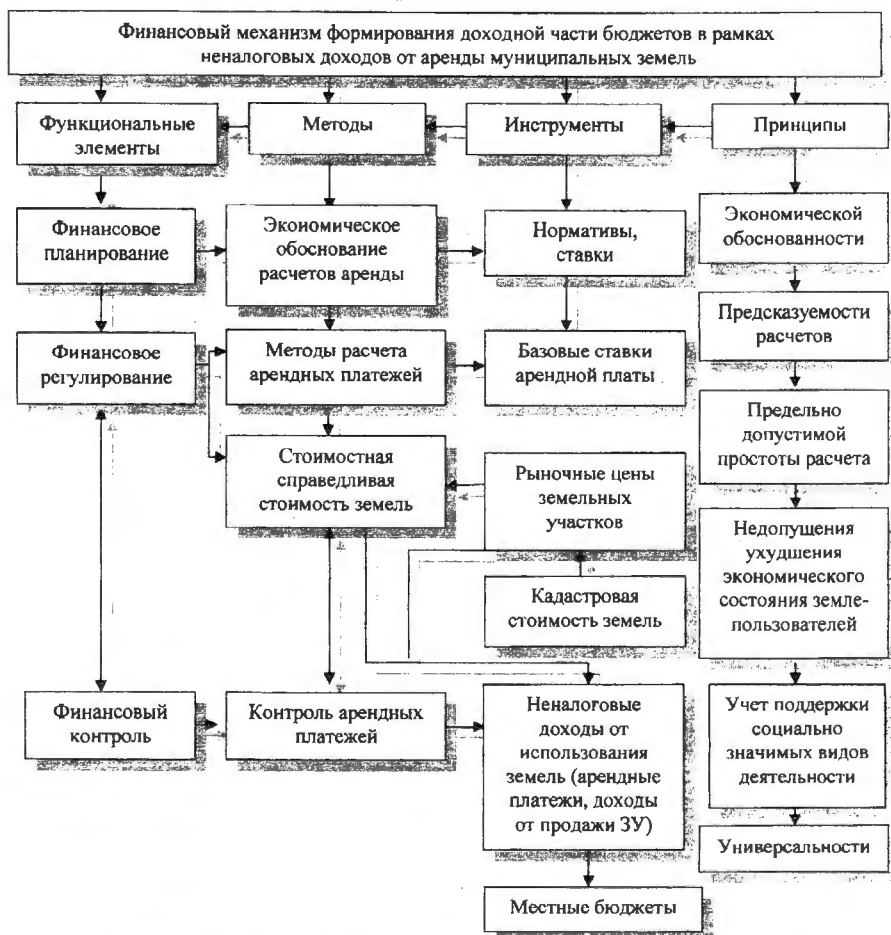 Финансовый механизм формирования доходной части бюджетов в рамках
неналоговых доходов от аренды муниципальных земель
Функциональные
элементы
Методы
Инструменты
Принципы
Финансовое
планирование
Экономическое
обоснование
расчетов аренды
Нормативы,
ставки
Экономической
обоснованности
Финансовое
регулирование
Методы расчета
арендных платежей
Базовые ставки
арендной платы
Предсказуемости
расчетов
Стоимостная
справедливая
стоимость земель
Рыночные цены
земельных
участков
Предельно
допустимой
простоты расчета
Кадастровая
стоимость земель
Недопущения
ухудшения
экономического
состояния земле-
пользователей
Финансовый
контроль
Контроль арендных
платежей
Неналоговые
доходы от
использования
земель (арендные
платежи, доходы
от продажи ЗУ)
Учет поддержки
социально
значимых видов
деятельности
Универсальности
Местные бюджеты